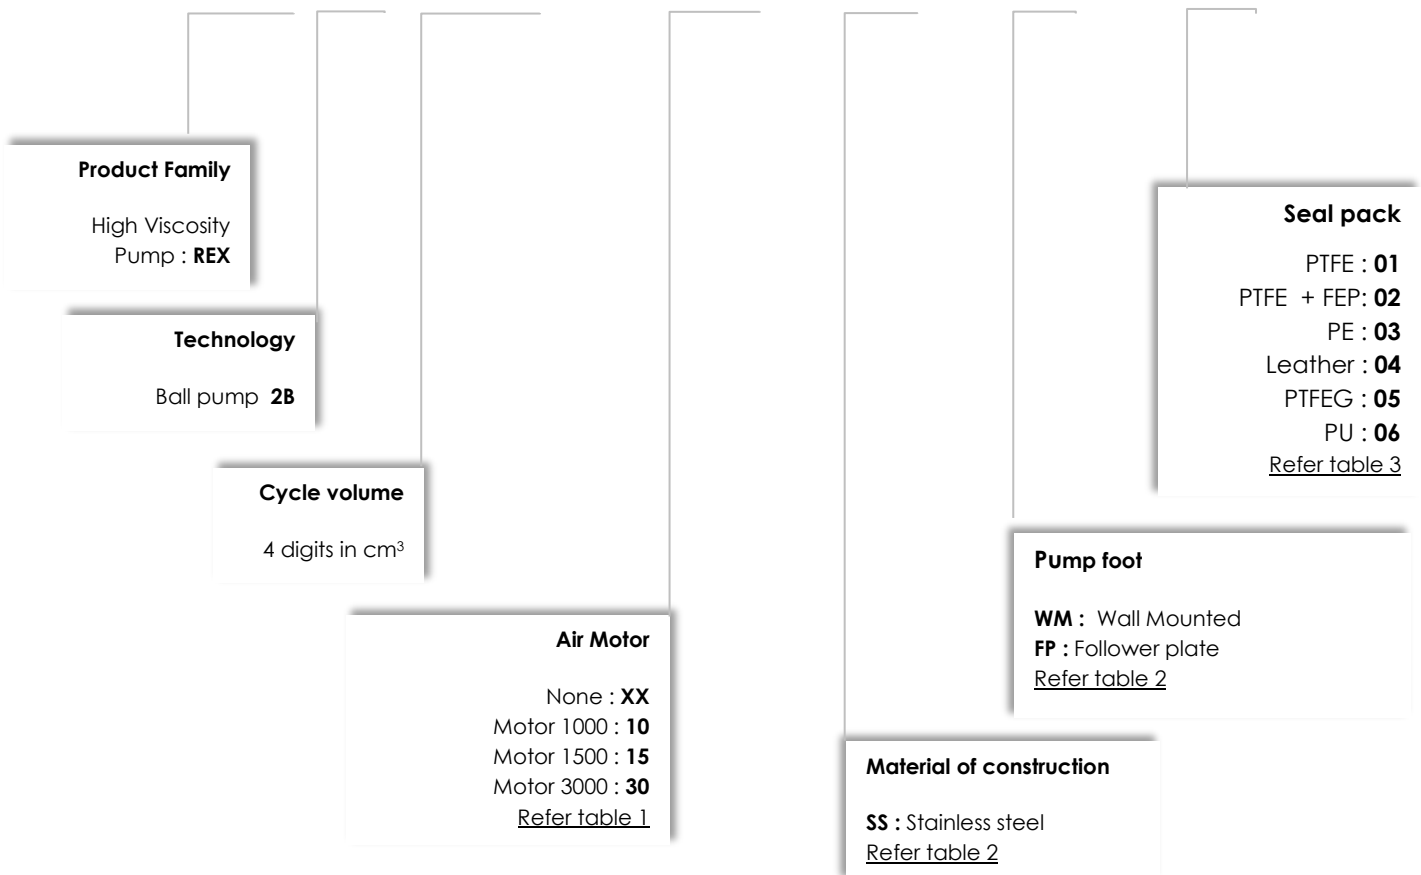 Product Family
High Viscosity
Pump : REX
Technology
Ball pump 2B
Cycle volume
4 digits in cm³
Air Motor
None : XX
Motor 1000 : 10
Motor 1500 : 15
Motor 3000 : 30
Refer table 1
Material of construction
SS : Stainless steel
Refer table 2
Pump foot
WM : Wall Mounted
FP : Follower plate
Refer table 2
Seal pack
PTFE : 01
PTFE + FEP: 02
PE : 03
Leather : 04
PTFEG : 05
PU : 06
Refer table 3